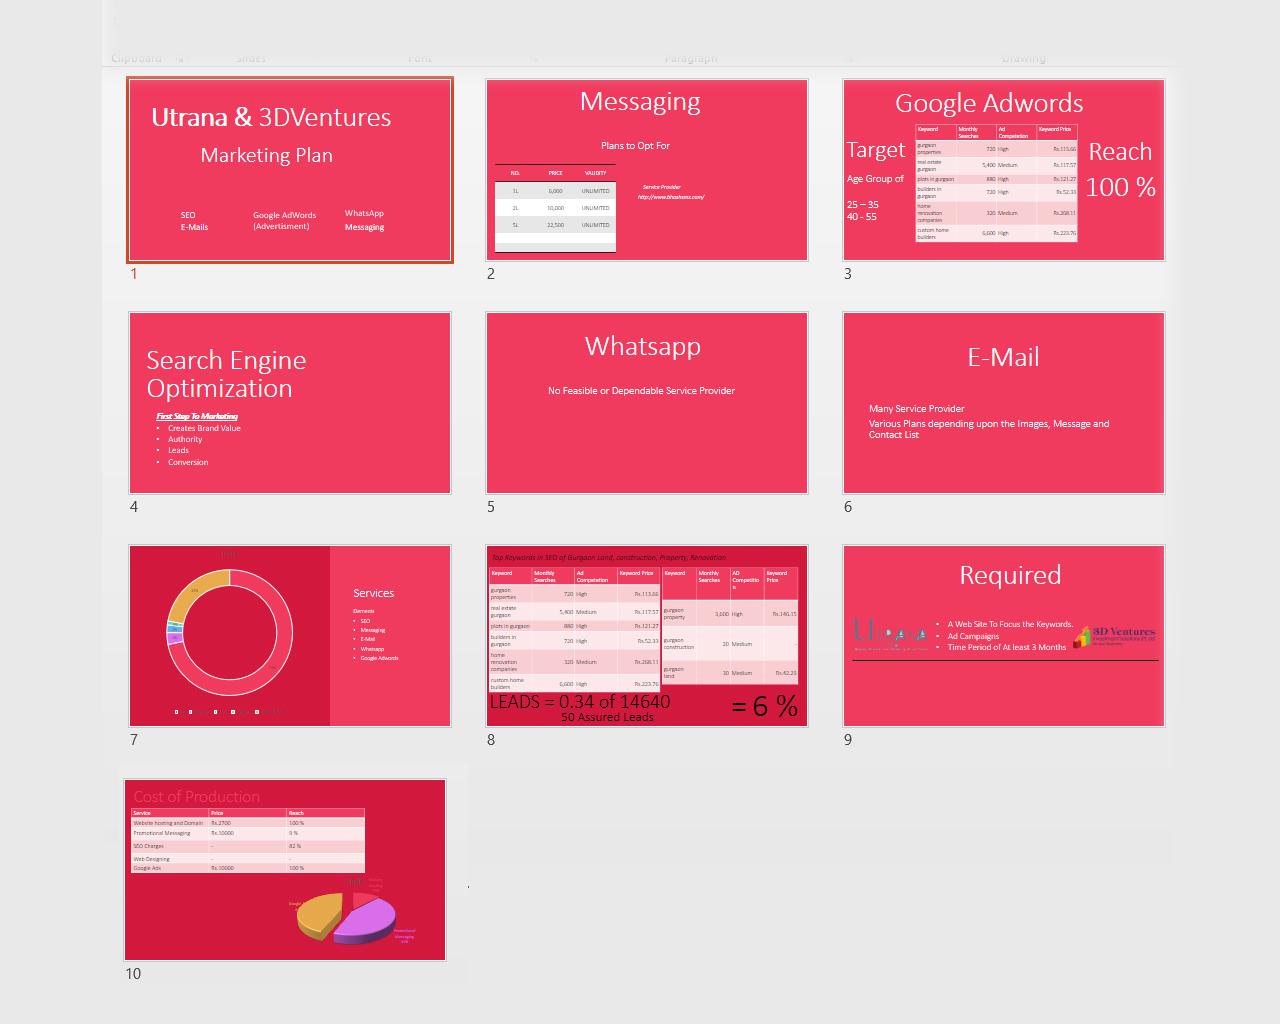 Clipboard
Slides
Font
Paragraph
Drawing
Utrana & 3DVentures
Marketing Plan
SEO
E-Mails
Google AdWords
(Advertisment)
WhatsApp
Messaging
1
Messaging
Plans to Opt For
NO. PRICE VALIDITY
1L 6,000 UNLIMITED
2L 10,000 UNLIMITED
5L 22,500 UNLIMITED
Service Provider
http://www.bhashsms.com/
2
Google Adwords
Target
Age Group of
25 – 35
40 - 55
Keyword Monthly Searches Ad Competetion Keyword Price
gurgaon properties 720 High Rs.113.66
real estate gurgaon 5,400 Medium Rs.117.57
plots in gurgaon 880 High Rs.121.27
builders in gurgaon 720 High Rs.52.33
home renovation companies 320 Medium Rs.268.11
custom home builders 6,600 High Rs.223.76
Reach
100 %
3
Search Engine
Optimization
First Step To Marketing
• Creates Brand Value
• Authority
• Leads
• Conversion
4
Whatsapp
No Feasible or Dependable Service Provider
5
E-Mail
Many Service Provider
Various Plans depending upon the Images, Message and
Contact List
6
Services
Elements
• SEO
• Messaging
• E-Mail
• Whatsapp
• Google Adwords
7
Top Keywords in SEO of Gurgaon Land, construction, Property, Renovation
Keyword Monthly Searches Ad Competetion Keyword Price
gurgaon properties 720 High Rs.113.66
real estate gurgaon 5,400 Medium Rs.117.57
plots in gurgaon 880 High Rs.121.27
builders in gurgaon 720 High Rs.52.33
home renovation companies 320 Medium Rs.268.11
custom home builders 6,600 High Rs.223.76
Keyword Monthly Searches AD Competitions Keyword Price
gurgaon property 3,600 High Rs.146.15
gurgaon construction 20 Medium -
gurgaon land 30 Medium Rs.42.29
LEADS = 0.34 of 14640
50 Assured Leads
= 6 %
8
Required
• A Web Site To Focus the Keywords.
• Ad Campaigns
• Time Period of At least 3 Months
3D Ventures
9
Cost of Production
Service Price Reach
Website hosting and Domain Rs.2700 100 %
Promotional Messaging Rs.10000 9 %
SEO Charges - 82 %
Web Designing - -
Google Ads Rs.10000 100 %
Promotional
Messaging
10